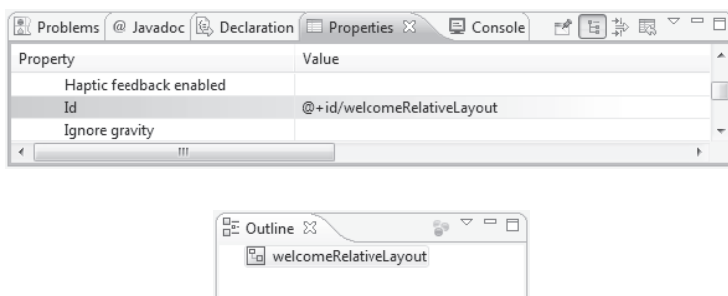 Problems @ Javadoc Declaration Properties Console
Property Value
Haptic feedback enabled
Id @+id/welcomeRelativeLayout
Ignore gravity
Outline
welcomeRelativeLayout